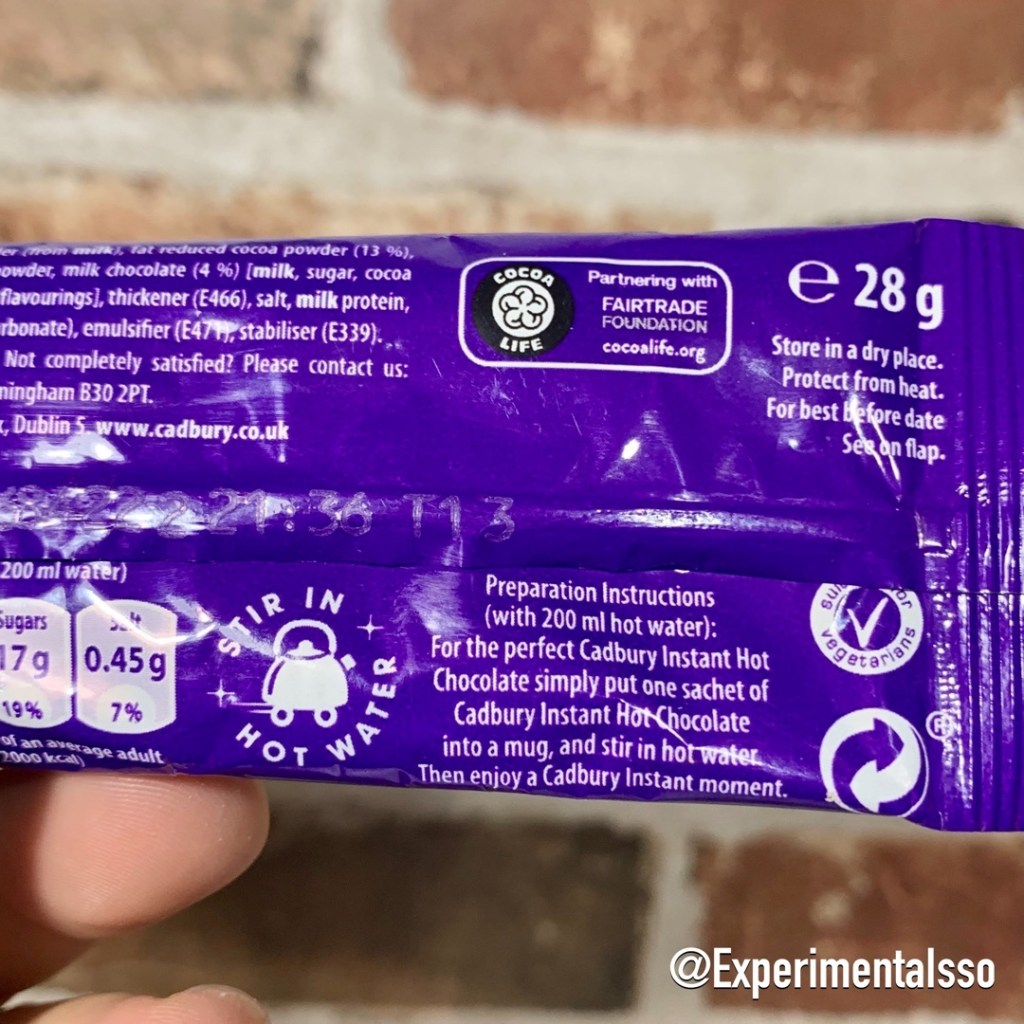 (from milk), fat reduced cocoa powder (13 %),
powder, milk chocolate (4 %) [milk, sugar, cocoa
flavourings], thickener (E466), salt, milk protein,
emulsifier (E471), stabiliser (E339).
Not completely satisfied? Please contact us:
B30 2PT.
Dublin 5. www.cadbury.co.uk
COCOA
LIFE
Partnering with
FAIRTRADE
FOUNDATION
cocoalife.org
e 28 g
Store in a dry place.
Protect from heat.
For best before date
See on flap.
21:36 T1 3
200 ml water)
Sugars
17g
19%
Salt
0.45g
7%
of an average adult
2000 kcal)
STIR IN
HOT WATER
Preparation Instructions
(with 200 ml hot water):
For the perfect Cadbury Instant Hot
Chocolate simply put one sachet of
Cadbury Instant Hot Chocolate
into a mug, and stir in hot water.
Then enjoy a Cadbury Instant moment.
vegetarians
®
@Experimentalsso